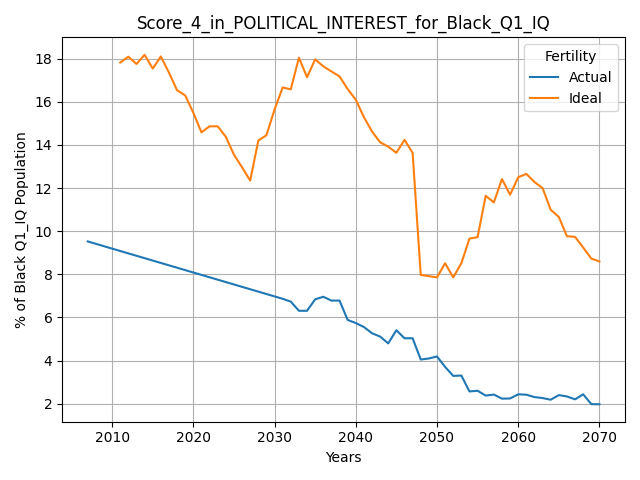 Score_4_in_POLITICAL_INTEREST_for_Black_Q1_IQ
Fertility
Actual
Ideal
% of Black Q1_IQ Population
18
16
14
12
10
8
6
4
2
2010 2020 2030 2040 2050 2060 2070
Years